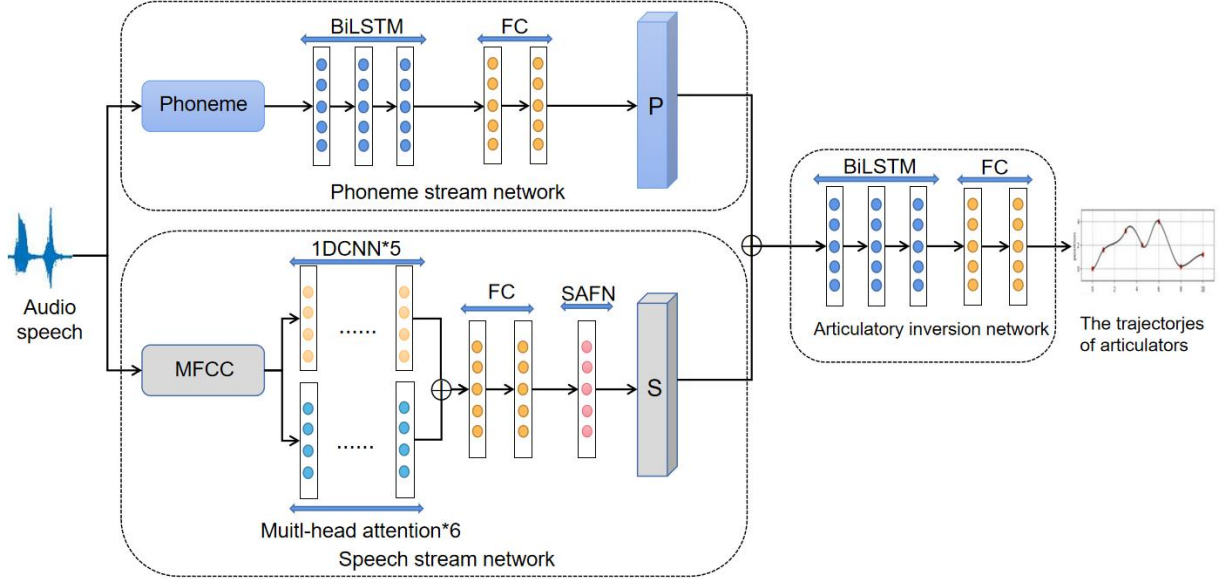 BiLSTM
FC
Phoneme
P
Phoneme stream network
Audio
speech
1DCNN*5
FC
SAFN
MFCC
......
......
S
Muitl-head attention*6
Speech stream network
BiLSTM
FC
Articulatory inversion network
The trajectorjes
of articulators